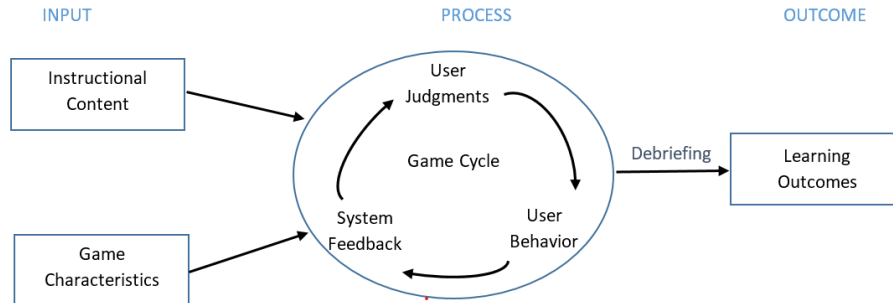 INPUT
PROCESS
OUTCOME
Instructional
Content
User
Judgments
Game Cycle
Debriefing
Learning
Outcomes
System
Feedback
User
Behavior
Game
Characteristics